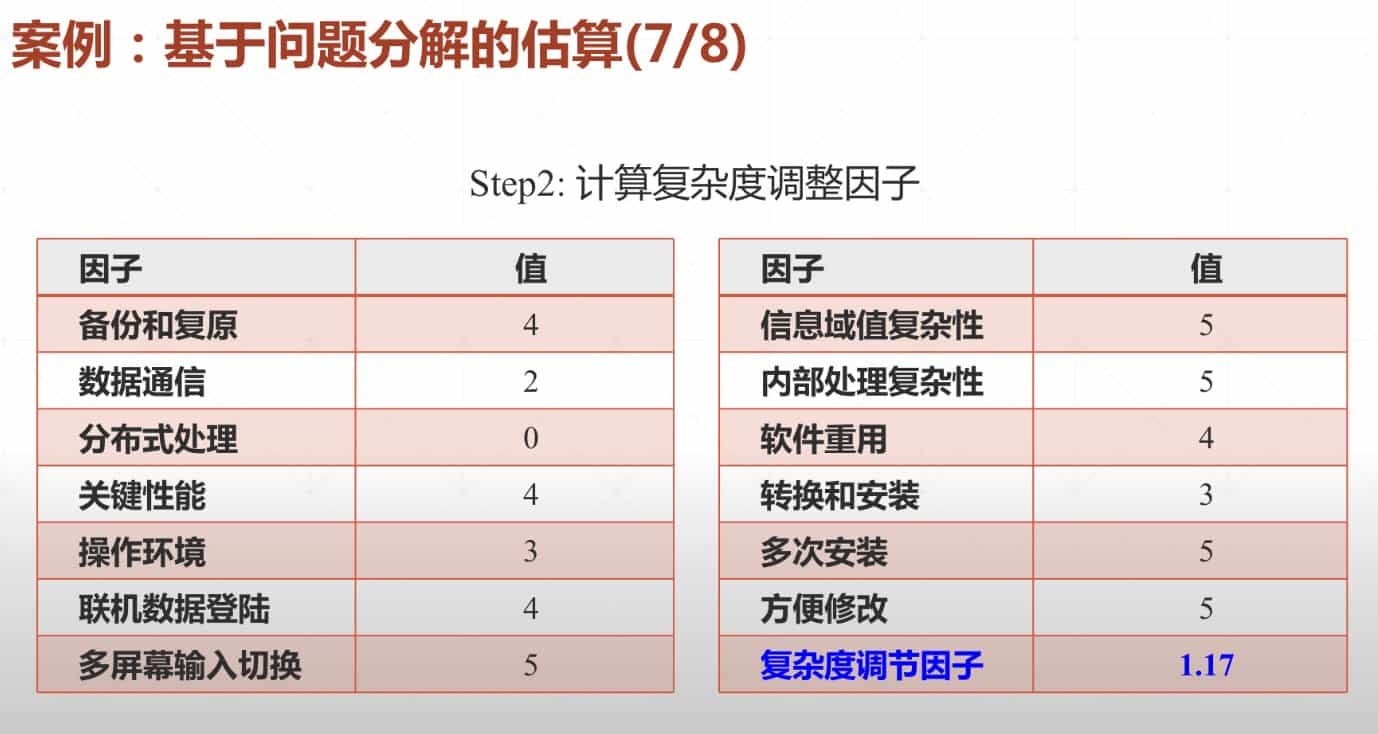 案例：基于问题分解的估算(7/8)
Step2: 计算复杂度调整因子
因子 值
备份和复原 4
数据通信 2
分布式处理 0
关键性能 4
操作环境 3
联机数据登陆 4
多屏幕输入切换 5
因子 值
信息域值复杂性 5
内部处理复杂性 5
软件重用 4
转换和安装 3
多次安装 5
方便修改 5
复杂度调节因子 1.17